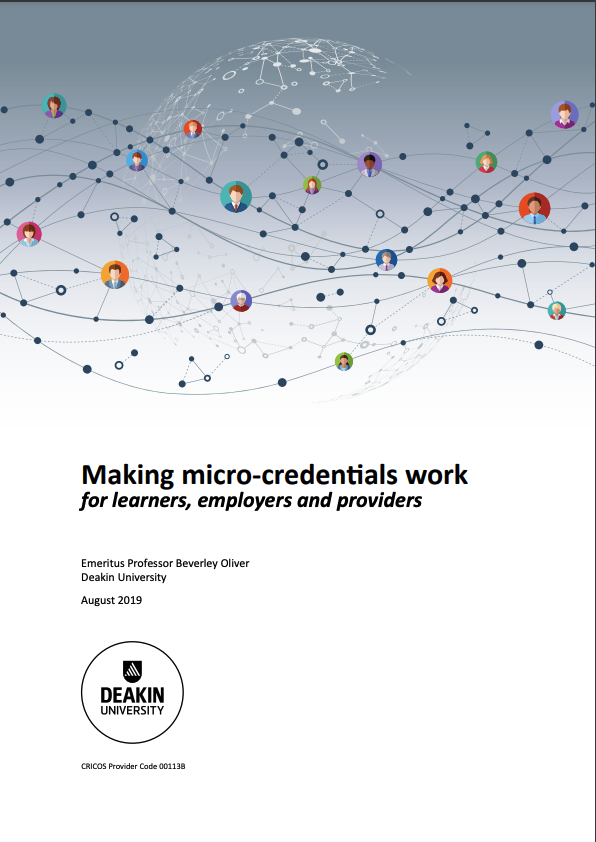 Making micro-credentials work
for learners, employers and providers
Emeritus Professor Beverley Oliver
Deakin University
August 2019
DEAKIN
UNIVERSITY
CRICOS Provider Code 00113B